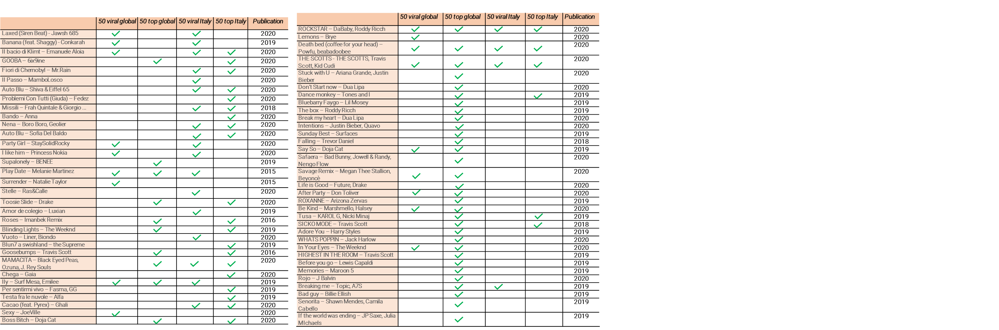 50 viral global 50 top global 50 viral Italy 50 top Italy Publication
Laxed (Siren Beat) - Jawsh 685 2020
Banana (feat. Shaggy) - Conkarah 2019
Il bacio di Klimt – Emanuele Aloia 2020
GOOBA – 6ix9ine 2020
Fiori di Chernobyl – Mr.Rain 2020
Il Passo – MamboLosco 2020
Auto Blu – Shiva & Eiffel 65 2020
Problemi Con Tutti (Giuda) – Fedez 2020
Missili – Frah Quintale & Giorgio ... 2018
Bando – Anna 2020
Nena – Boro Boro, Geolier 2020
Auto Blu – Sofia Del Baldo 2020
Party Girl – StaySolidRocky 2020
I like him – Princess Nokia 2020
Supalonely – BENEE 2019
Play Date – Melanie Martinez 2015
Surrender – Natalie Taylor 2015
Stelle – Ras&Calle 2020
Toosie Slide – Drake 2020
Amor de colegio – Luxian 2019
Roses – Imanbek Remix 2016
Blinding Lights – The Weeknd 2019
Vuoto – Liner, Biondo 2020
Blun7 a swishland – the Supreme 2019
Goosebumps – Travis Scott 2016
MAMACITA – Black Eyed Peas, 2020
Ozuna, J. Rey Souls
Chega – Gaia 2020
Ily – Surf Mesa, Emilee 2019
Per sentirmi vivo – Fasma, GG 2019
Testa fra le nuvole – Alfa 2019
Cacao (feat. Pyrex) – Ghali 2020
Sexy – JoeVille 2020
Boss Bitch – Doja Cat 2020
50 viral global 50 top global 50 viral Italy 50 top Italy Publication
ROCKSTAR – DaBaby, Roddy Ricch 2020
Lemons – Brye 2020
Death bed (coffee for your head) – 2020
Powfu, beabadoobee
THE SCOTTS - THE SCOTTS, Travis 2020
Scott, Kid Cudi
Stuck with U – Ariana Grande, Justin 2020
Bieber
Don't Start now – Dua Lipa 2020
Dance monkey – Tones and I 2019
Bluebarry Faygo – Lil Mosey 2019
The box – Roddy Ricch 2019
Break my heart – Dua Lipa 2020
Intentions – Justin Bieber, Quavo 2020
Sunday Best – Surfaces 2019
Falling – Trevor Daniel 2018
Say So – Doja Cat 2019
Safaera – Bad Bunny, Jowell & Randy, 2020
Nengo Flow
Savage Remix – Megan Thee Stallion, 2020
Beyoncè
Life is Good – Future, Drake 2020
After Party – Don Toliver 2020
ROXANNE – Arizona Zervas 2019
Be Kind – Marshmello, Halsey 2020
Tusa – KAROL G, Nicki Minaj 2019
SICKO MODE – Travis Scott 2018
Adore You – Harry Styles 2019
WHATS POPPIN – Jack Harlow 2020
In Your Eyes – The Weeknd 2020
HIGHEST IN THE ROOM – Travis Scott 2019
Before you go – Lewis Capaldi 2019
Memories – Maroon 5 2019
Rojo – J Balvin 2020
Breaking me – Topic, A7S 2019
Bad guy – Billie Ellish 2019
Senorita – Shawn Mendes, Camila 2019
Cabello
If the world was ending – JP Saxe, Julia 2019
MIchaels